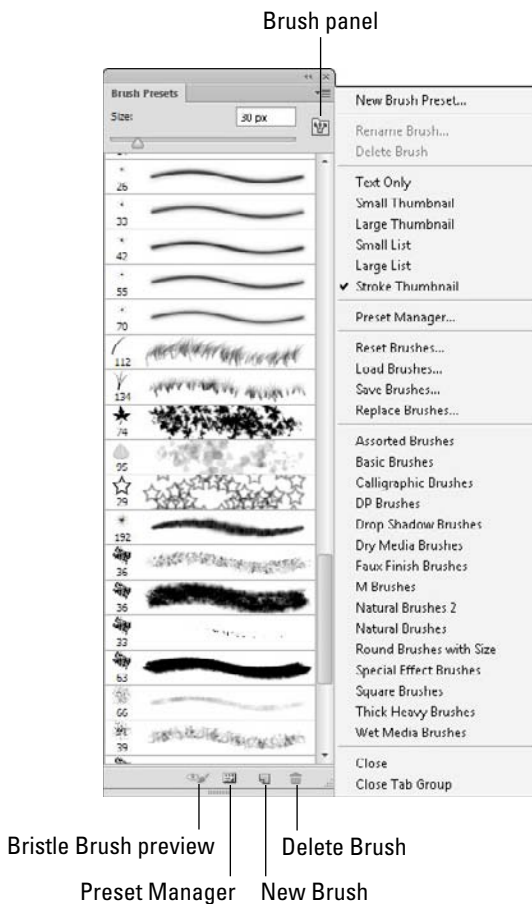 Brush panel
Brush Presets
Size:
30 px
26
33
42
55
70
112
134
74
95
29
192
36
36
33
63
66
39
New Brush Preset...
Rename Brush...
Delete Brush
Text Only
Small Thumbnail
Large Thumbnail
Small List
Large List
Stroke Thumbnail
Preset Manager...
Reset Brushes...
Load Brushes...
Save Brushes...
Replace Brushes...
Assorted Brushes
Basic Brushes
Calligraphic Brushes
DP Brushes
Drop Shadow Brushes
Dry Media Brushes
Faux Finish Brushes
M Brushes
Natural Brushes 2
Natural Brushes
Round Brushes with Size
Special Effect Brushes
Square Brushes
Thick Heavy Brushes
Wet Media Brushes
Close
Close Tab Group
Bristle Brush preview
Delete Brush
Preset Manager
New Brush